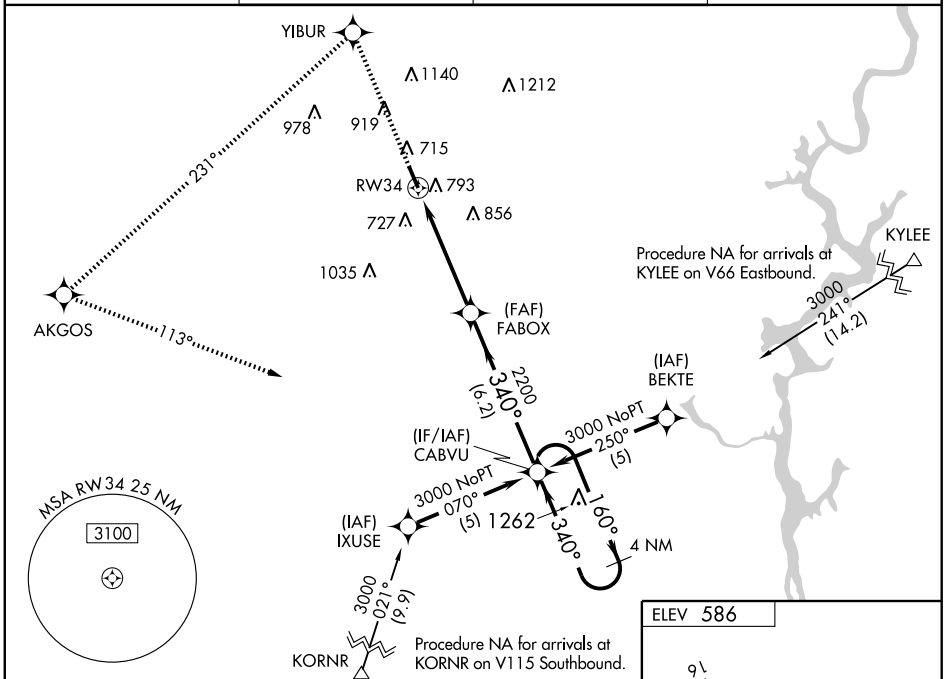 YIBUR
1140
1212
978
919
715
231°
RW34
793
727
856
KYLEE
Procedure NA for arrivals at
KYLEE on V66 Eastbound.
1035
3000
241°
(14.2)
AKGOS
(FAF)
FABOX
113°
(IAF)
BEKTE
2200
340°
(6.2)
3000 NoPT
250°
(5)
(IF/IAF)
CABVU
MSA RW34 25 NM
3100
3000 NoPT
070°
(5)
1262
160°
340°
4 NM
(IAF)
IXUSE
3000
021°
(9.9)
ELEV 586
KORNR
Procedure NA for arrivals at
KORNR on V115 Southbound.
16